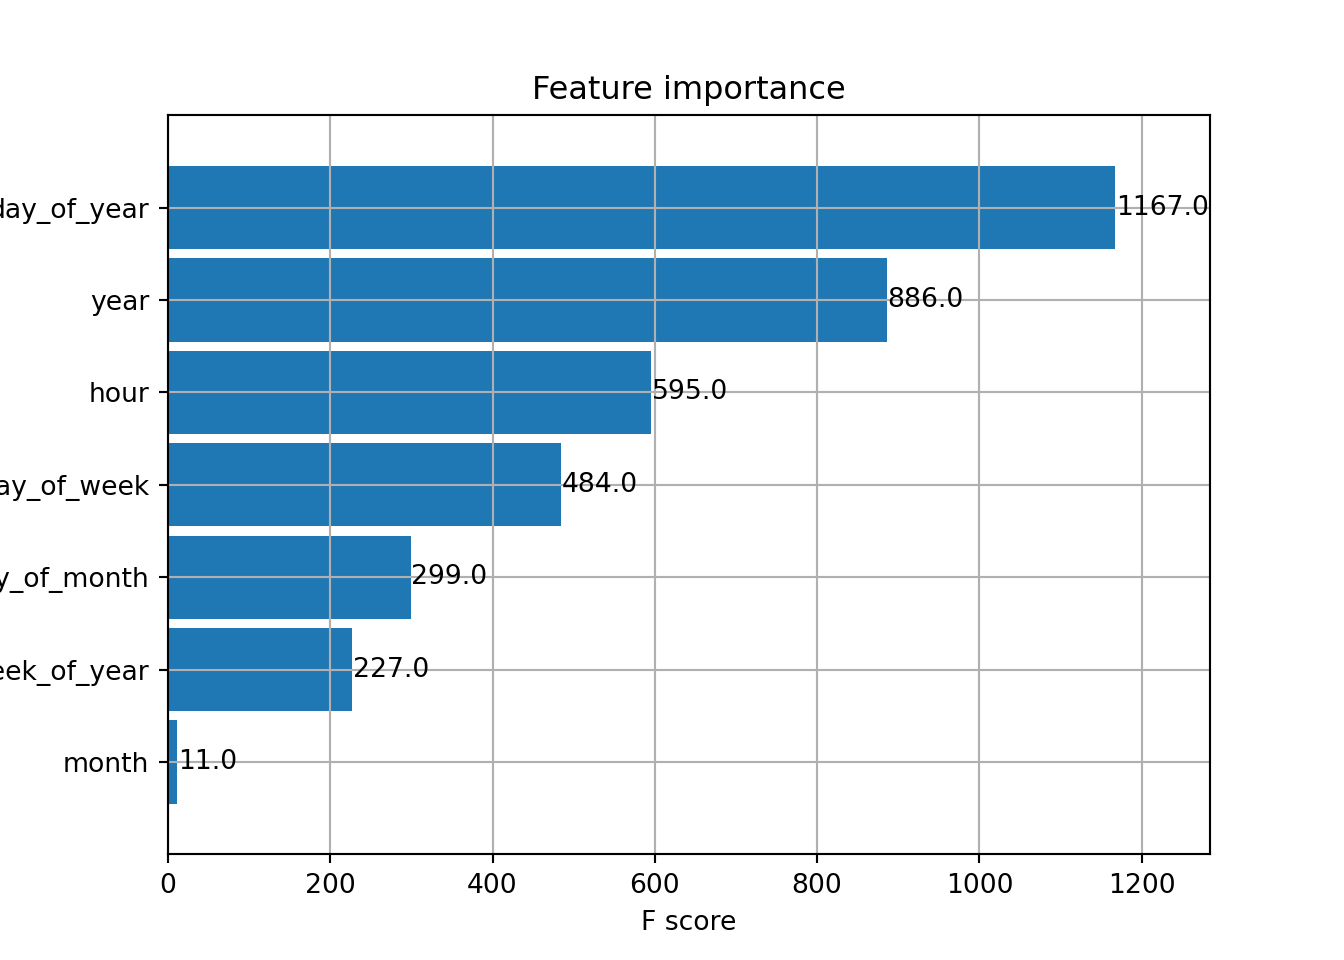 Feature importance
day_of_year
1167.0
year
886.0
hour
595.0
ay_of_week
484.0
y_of_month
299.0
eek_of_year
227.0
month
11.0
0 200 400 600 800 1000 1200
F score